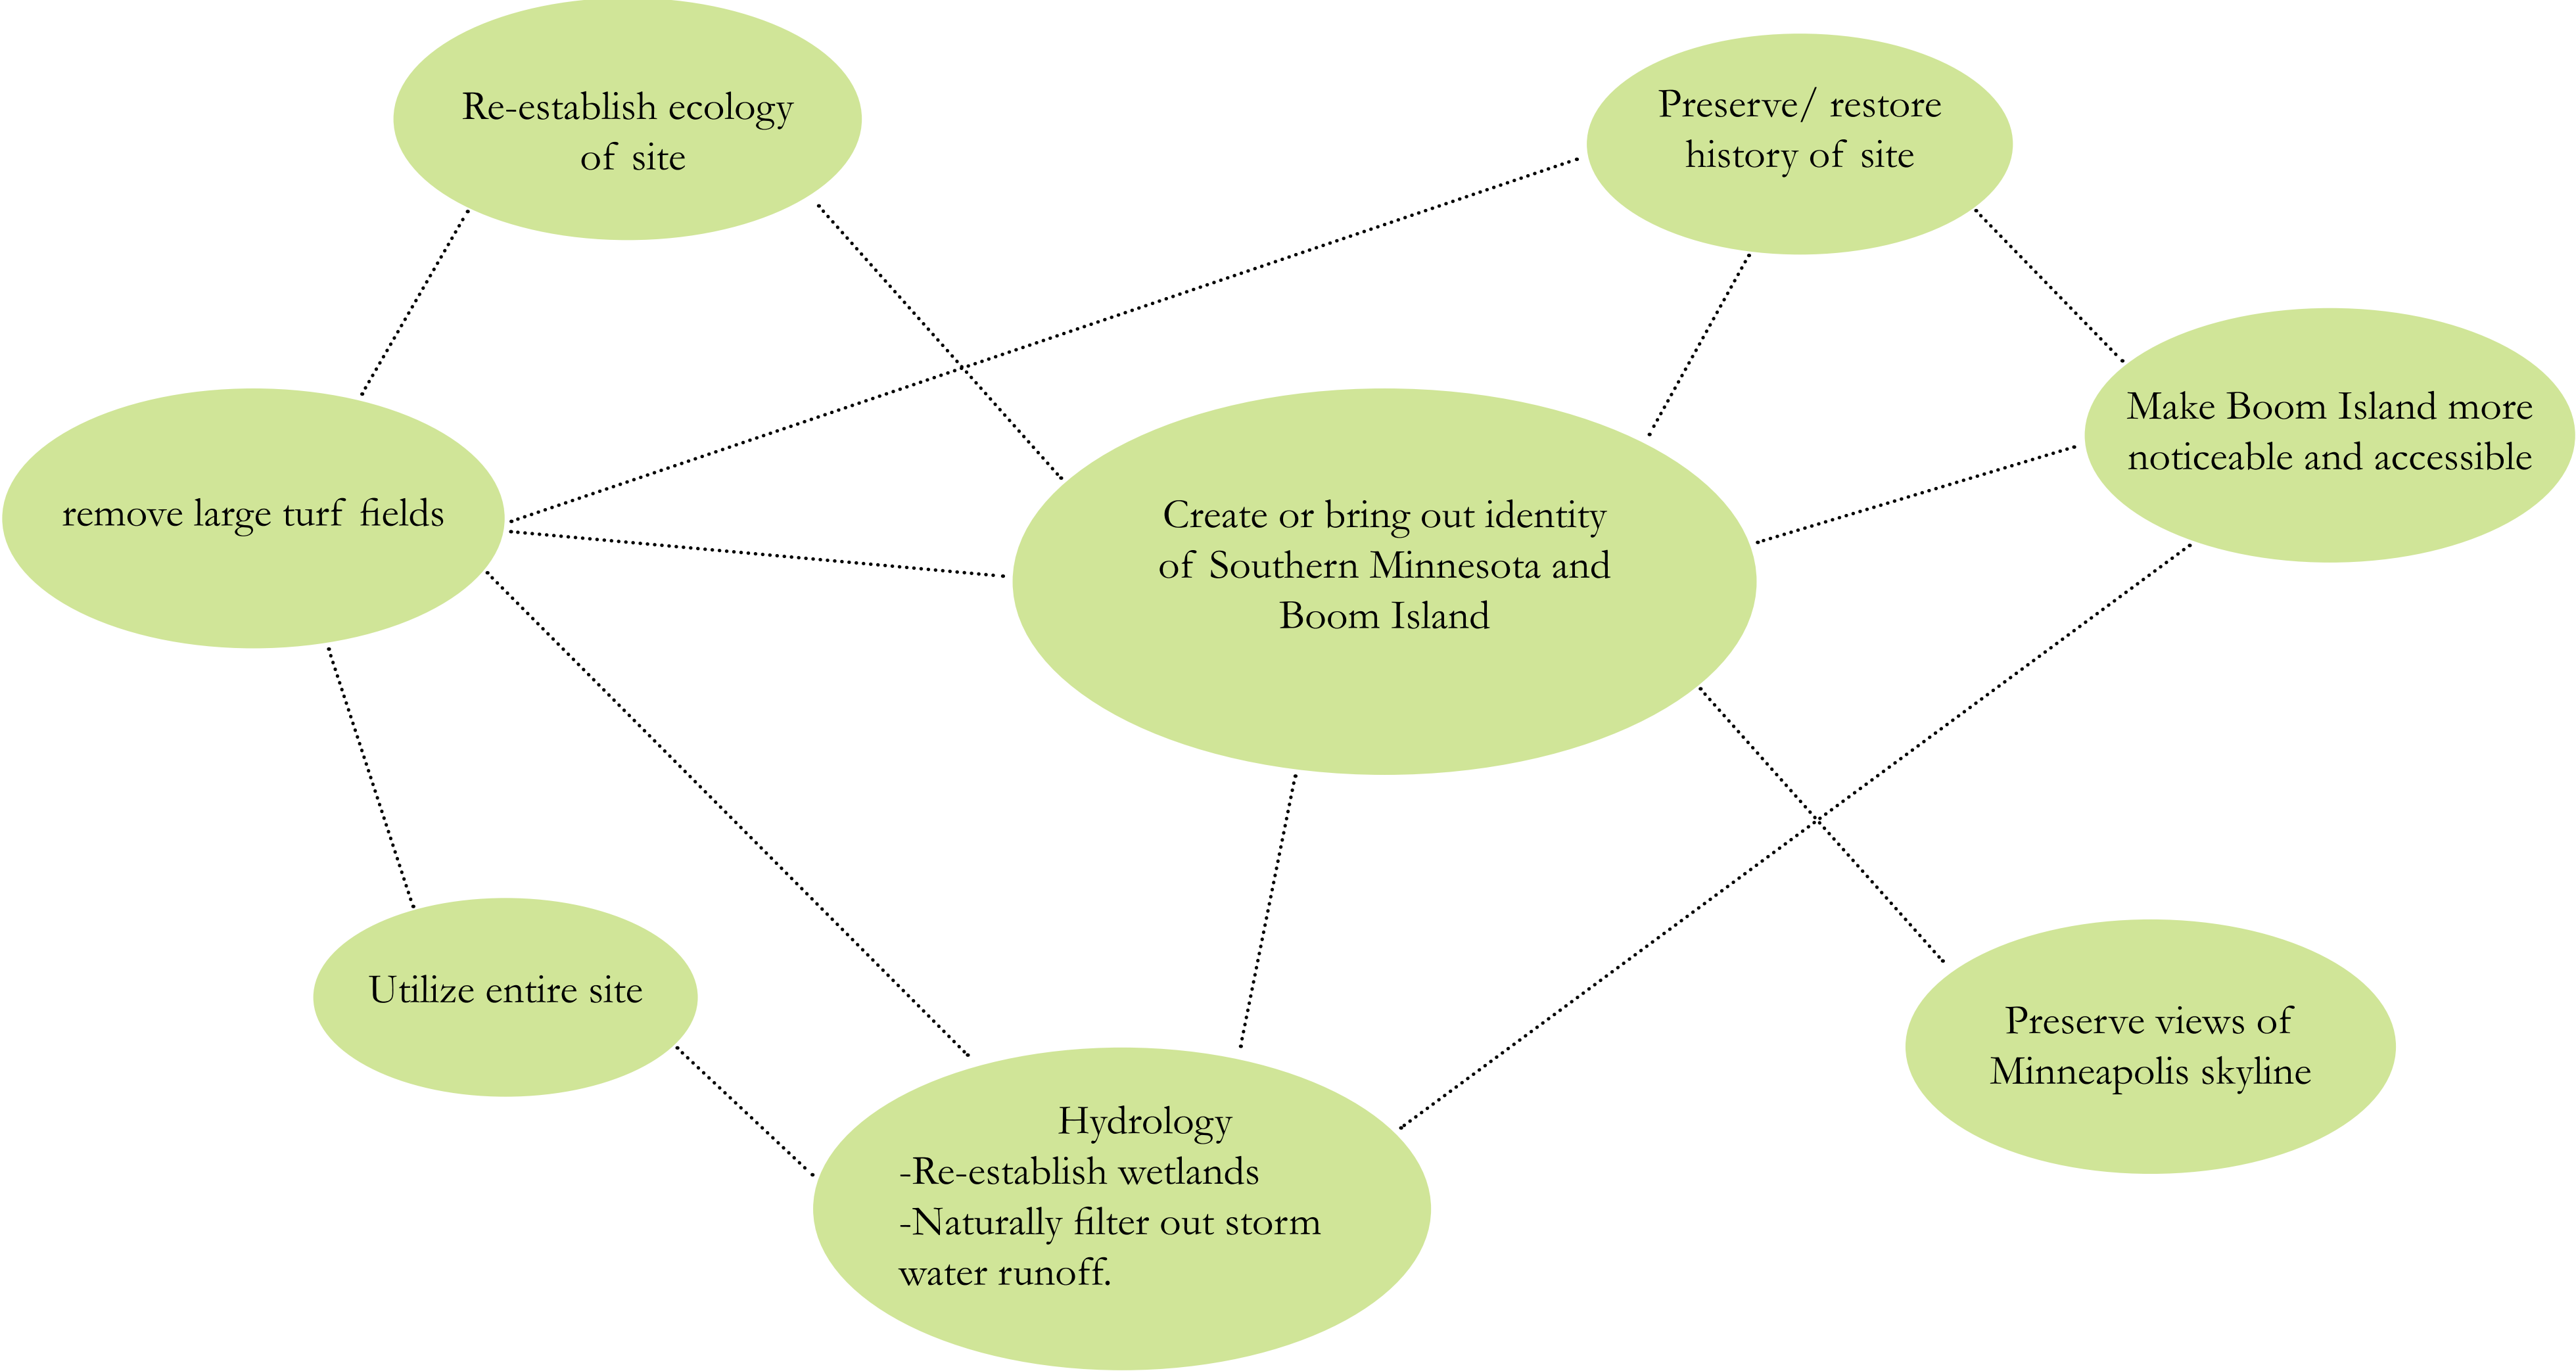 Re-establish ecology
of site
Preserve/ restore
history of site
Make Boom Island more
noticeable and accessible
remove large turf fields
Create or bring out identity
of Southern Minnesota and
Boom Island
Utilize entire site
Preserve views of
Minneapolis skyline
Hydrology
-Re-establish wetlands
-Naturally filter out storm
water runoff.